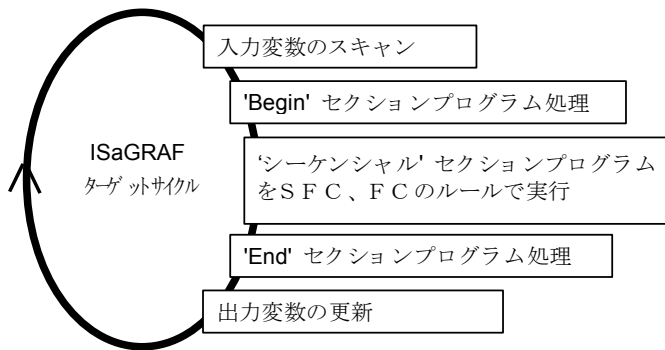 入力変数のスキャン
'Begin' セクションプログラム処理
ISaGRAF
ターゲットサイクル
‘シーケンシャル' セクションプログラム
をＳＦＣ、ＦＣのルールで実行
'End' セクションプログラム処理
出力変数の更新